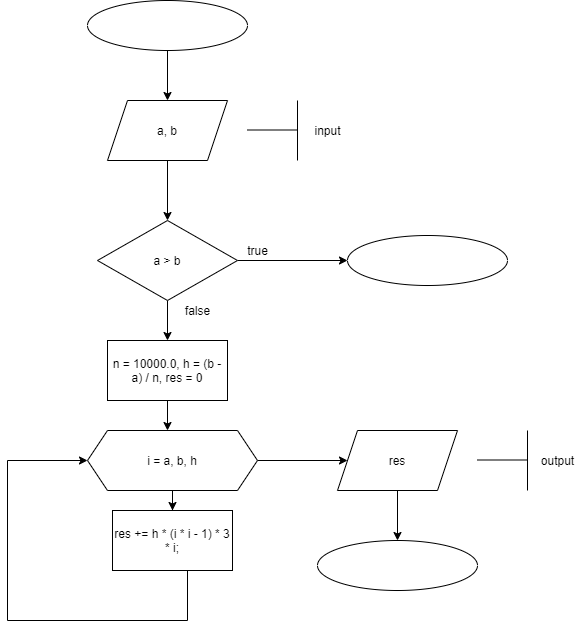 a, b
input
a > b
true
false
n = 10000.0, h = (b -
a) / n, res = 0
i = a, b, h
res
output
res += h * (i * i - 1) * 3
* i;